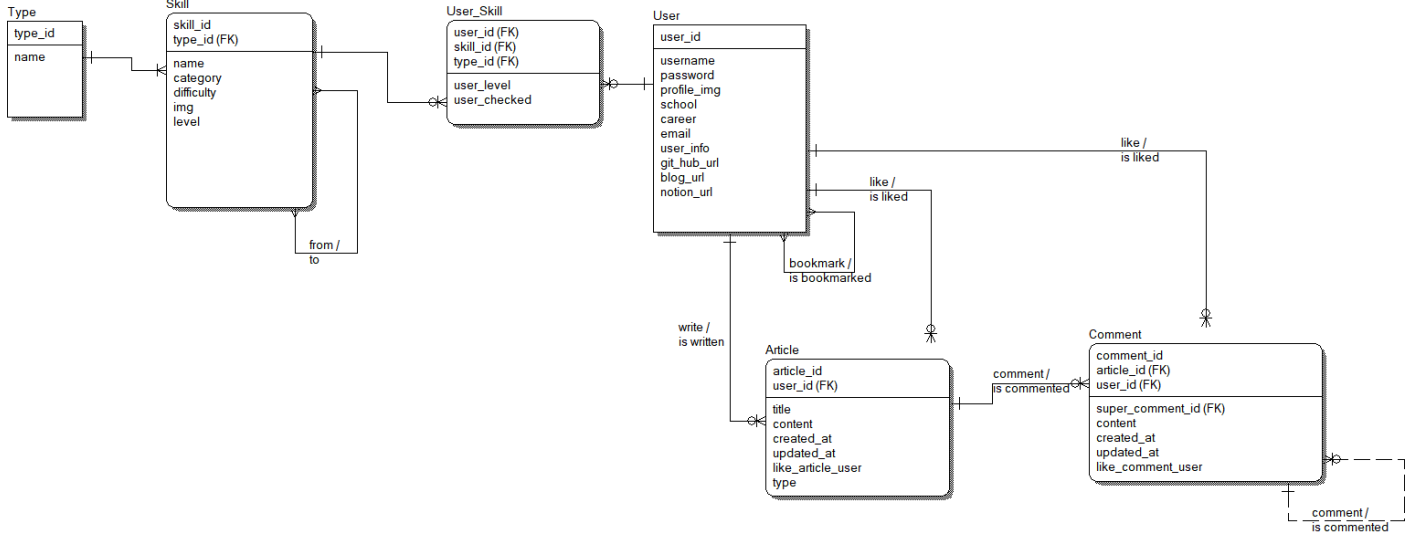 Type
type_id
name
Skill
skill_id
type_id (FK)
name
category
difficulty
img
level
from /
to
User_Skill
user_id (FK)
skill_id (FK)
type_id (FK)
user_level
user_checked
User
user_id
username
password
profile_img
school
career
email
user_info
git_hub_url
blog_url
notion_url
like /
is liked
like /
is liked
bookmark /
is bookmarked
write /
is written
Article
article_id
user_id (FK)
title
content
created_at
updated_at
like_article_user
type
comment /
is commented
Comment
comment_id
article_id (FK)
user_id (FK)
super_comment_id (FK)
content
created_at
updated_at
like_comment_user
comment /
is commented